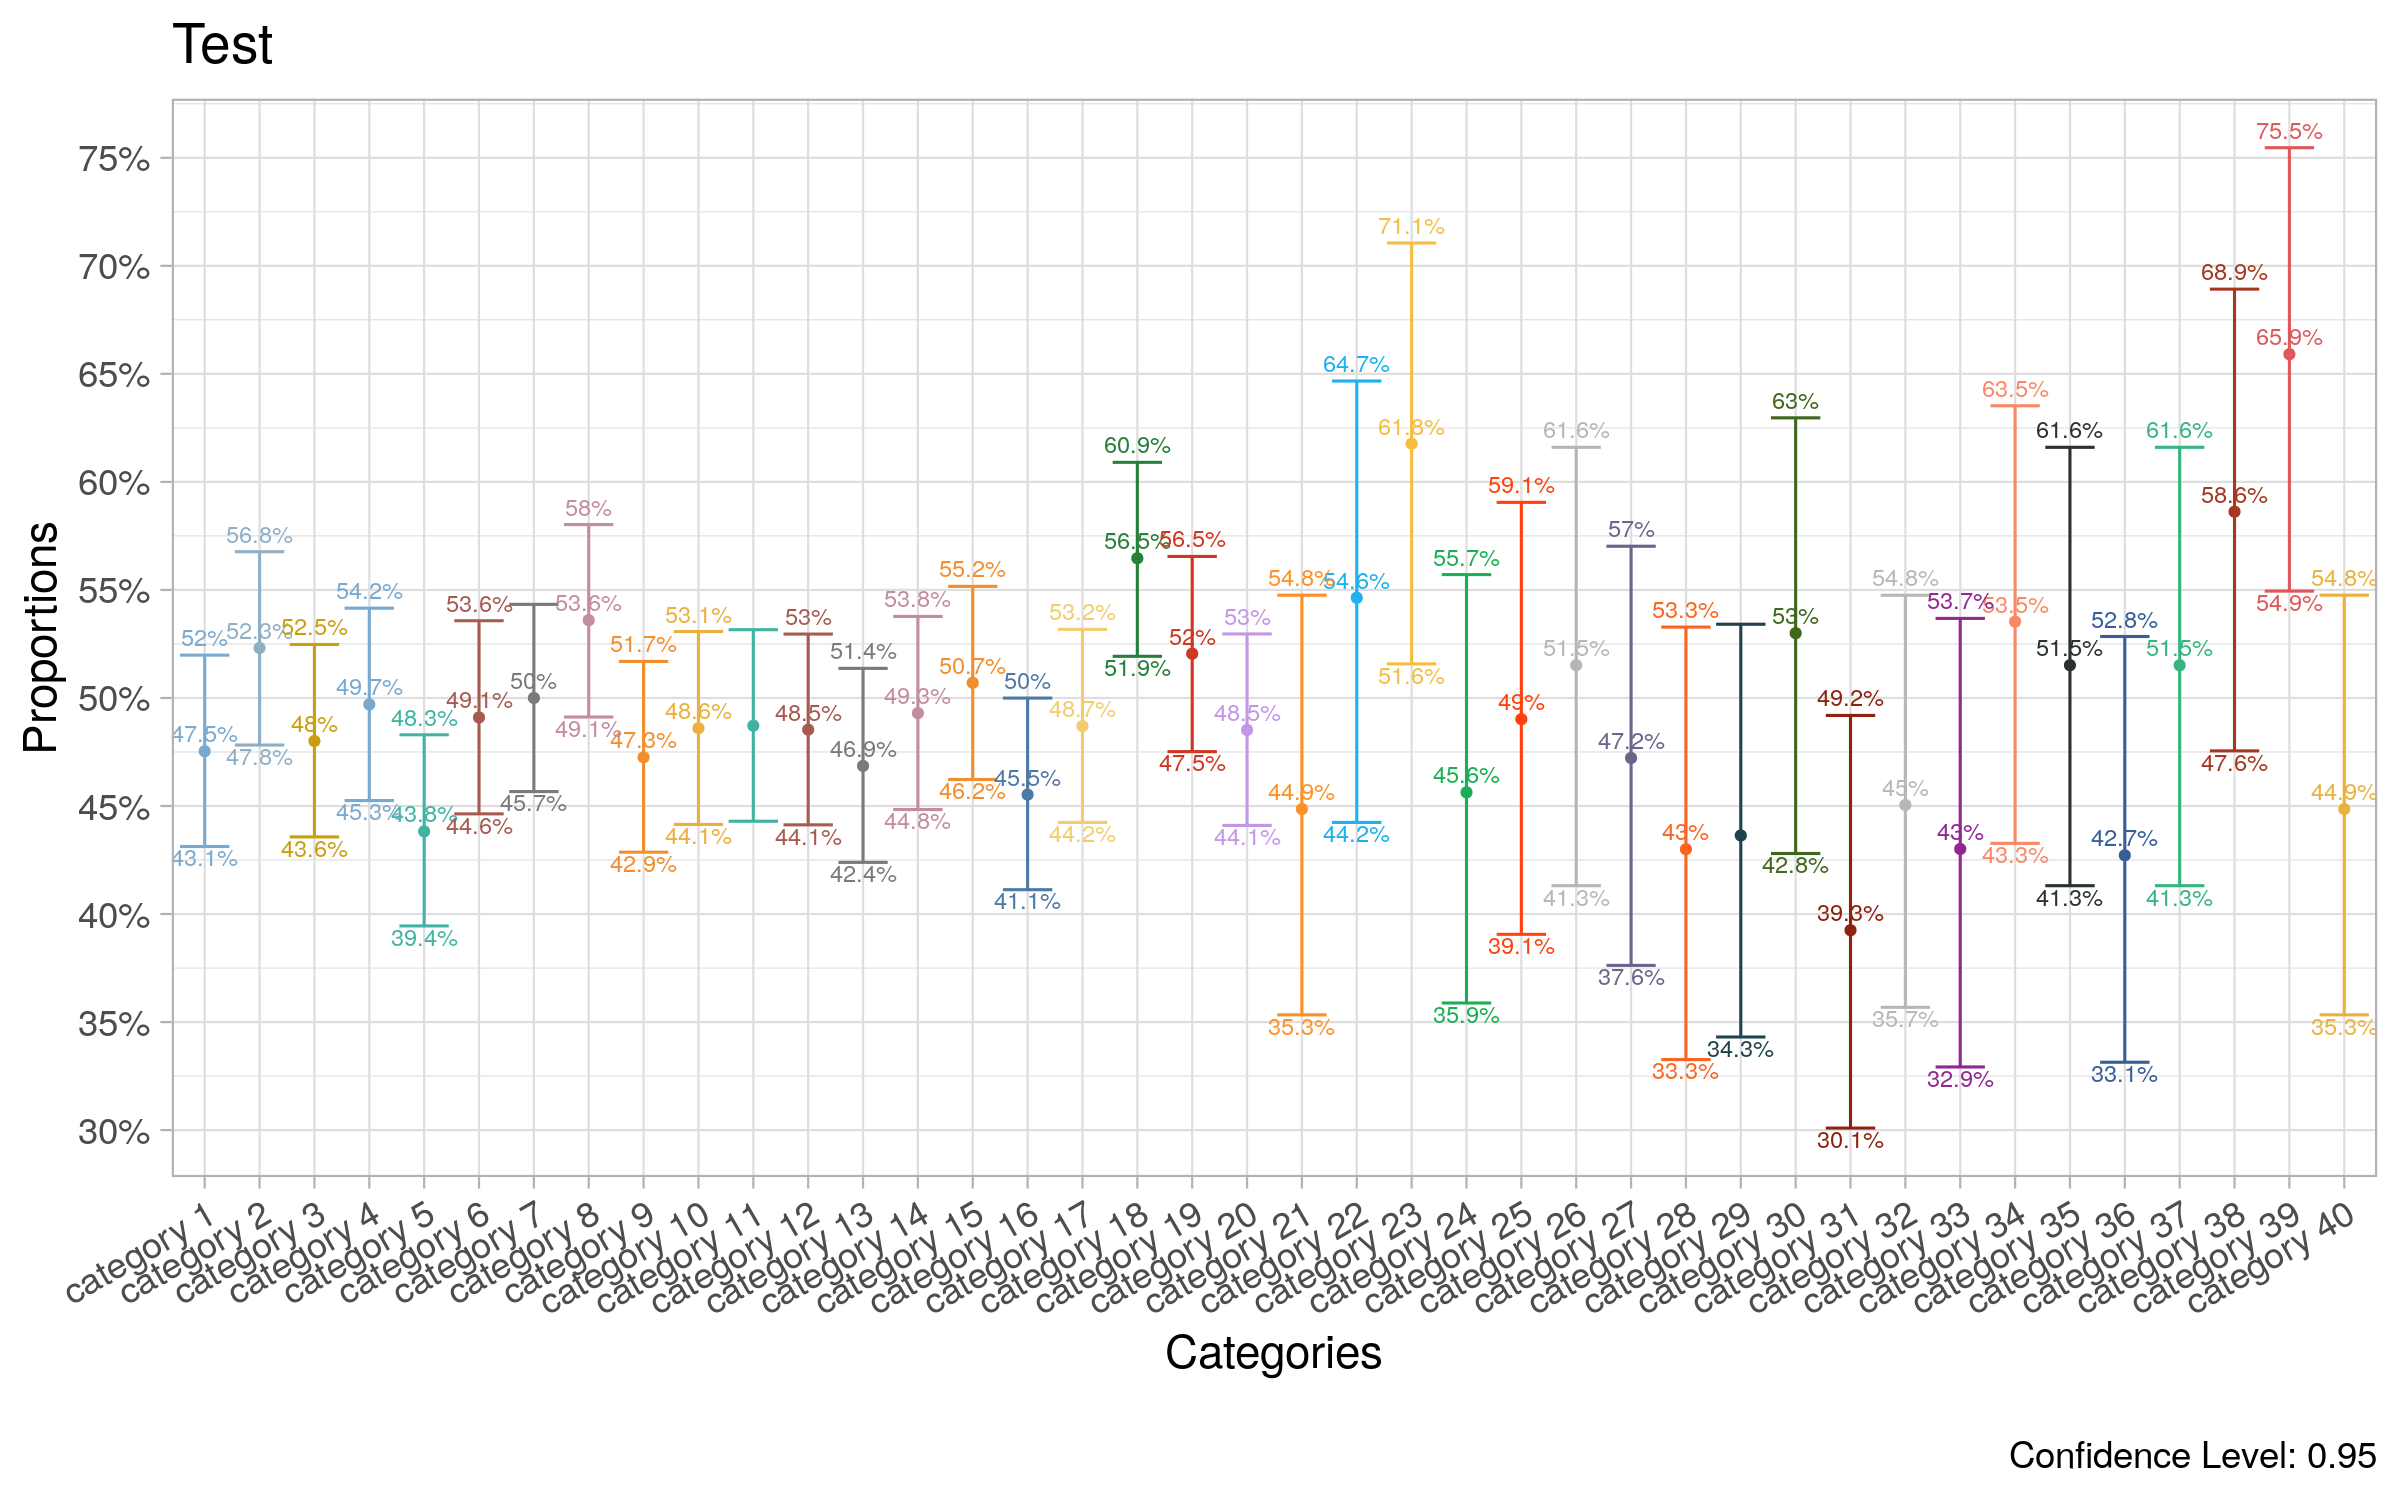 Test
Proportions
75%
70%
65%
60%
55%
50%
45%
40%
35%
30%
52%
47.5%
43.1%
56.8%
52.3%
47.8%
52.5%
48%
43.6%
54.2%
49.7%
45.3%
48.3%
43.8%
39.4%
53.6%
49.1%
44.6%
50%
45.7%
58%
53.6%
49.1%
51.7%
47.3%
42.9%
53.1%
48.6%
44.1%
53%
48.5%
44.1%
51.4%
46.9%
42.4%
53.8%
49.3%
44.8%
55.2%
50.7%
46.2%
50%
45.5%
41.1%
53.2%
48.7%
44.2%
60.9%
56.5%
51.9%
56.5%
52%
47.5%
53%
48.5%
44.1%
54.8%
44.9%
35.3%
64.7%
54.6%
44.2%
71.1%
61.8%
51.6%
55.7%
45.6%
35.9%
59.1%
49%
39.1%
61.6%
51.5%
41.3%
57%
47.2%
37.6%
53.3%
43%
33.3%
34.3%
63%
53%
42.8%
49.2%
39.3%
30.1%
54.8%
45%
35.7%
53.7%
43%
32.9%
63.5%
53.5%
43.3%
61.6%
51.5%
41.3%
52.8%
42.7%
33.1%
61.6%
51.5%
41.3%
68.9%
58.6%
47.6%
75.5%
65.9%
54.9%
54.8%
44.9%
35.3%
category 1
category 2
category 3
category 4
category 5
category 6
category 7
category 8
category 9
category 10
category 11
category 12
category 13
category 14
category 15
category 16
category 17
category 18
category 19
category 20
category 21
category 22
category 23
category 24
category 25
category 26
category 27
category 28
category 29
category 30
category 31
category 32
category 33
category 34
category 35
category 36
category 37
category 38
category 39
category 40
Categories
Confidence Level: 0.95